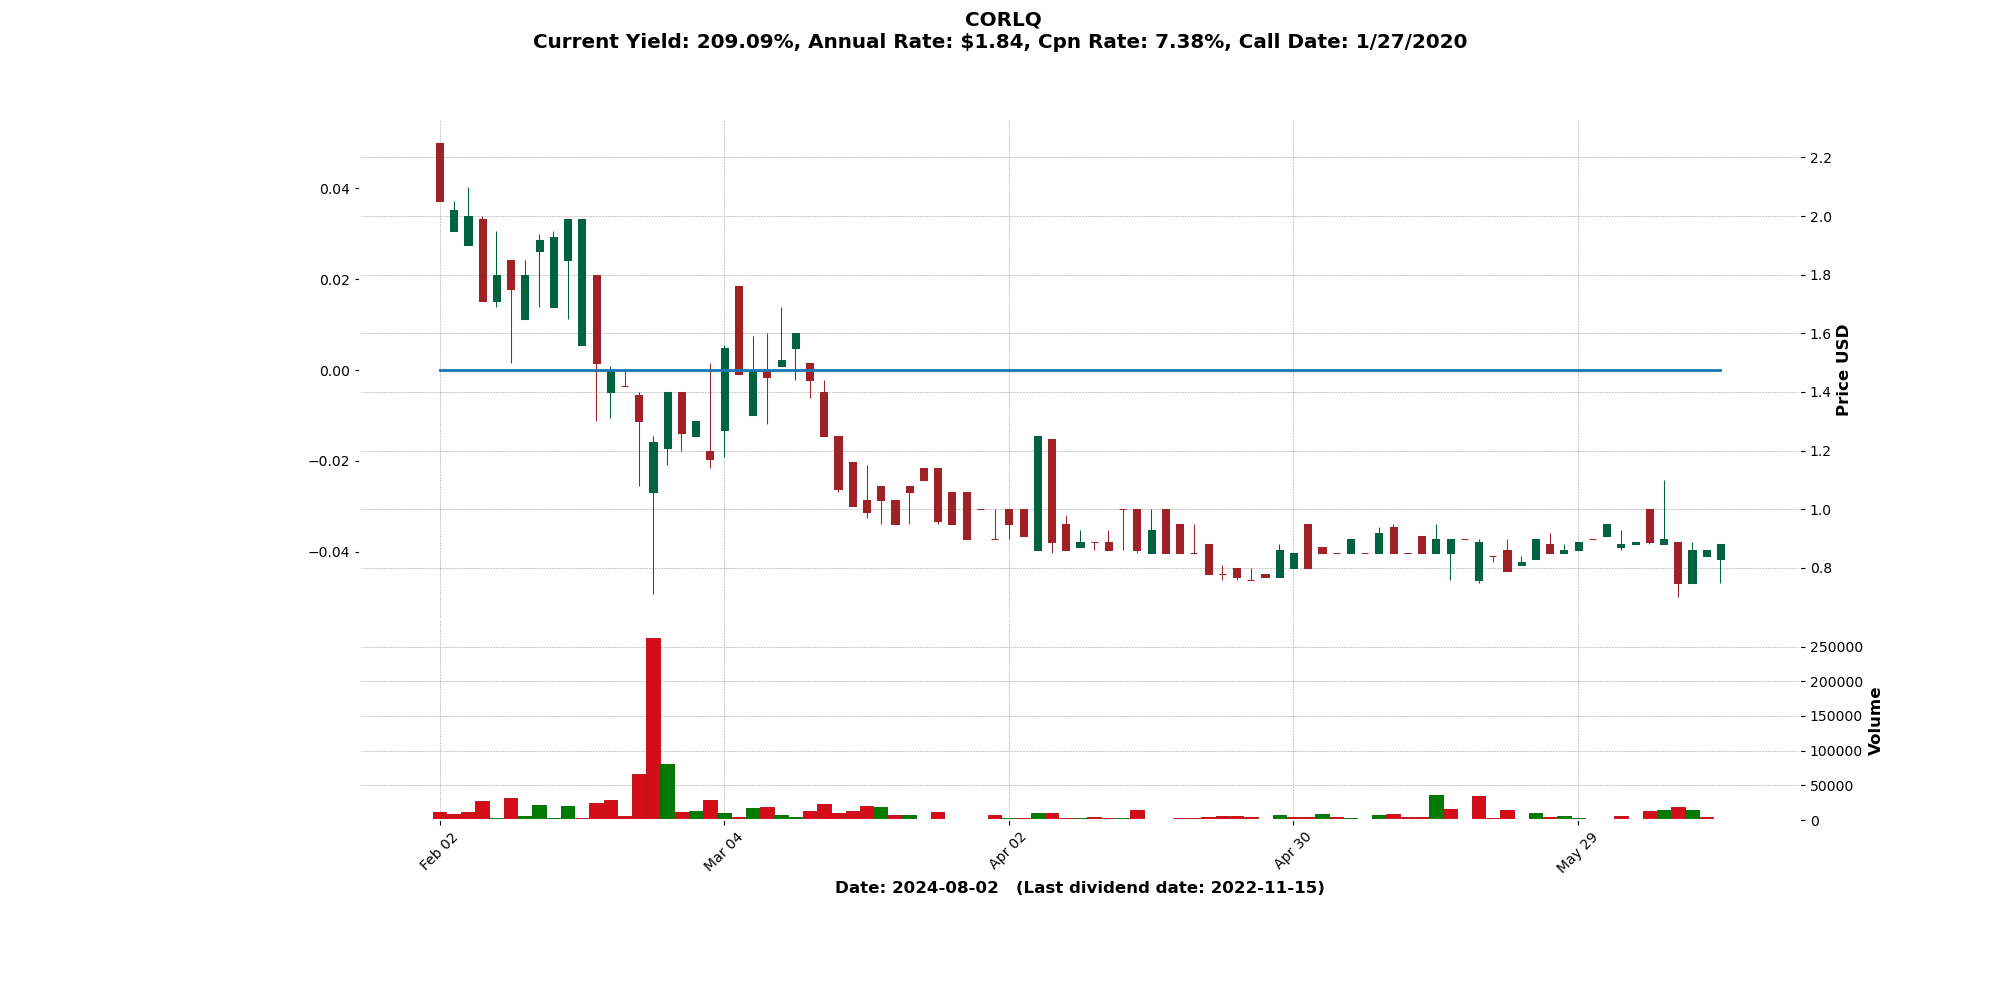 CORLQ
Current Yield: 209.09%, Annual Rate: $1.84, Cpn Rate: 7.38%, Call Date: 1/27/2020
0.04
0.02
0.00
−0.02
−0.04
2.2
2.0
1.8
1.6
1.4
1.2
1.0
0.8
Price USD
250000
200000
150000
100000
50000
0
Volume
Feb 02
Mar 04
Apr 02
Apr 30
May 29
Date: 2024-08-02 (Last dividend date: 2022-11-15)